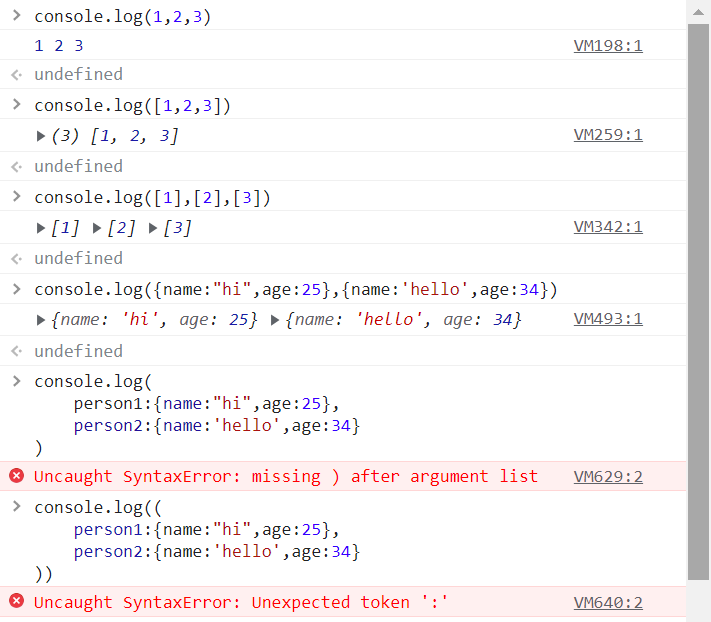 console.log(1,2,3)
1 2 3 VM198:1
undefined
console.log([1,2,3])
(3) [1, 2, 3] VM259:1
undefined
console.log([1],[2],[3])
[1] [2] [3] VM342:1
undefined
console.log({name:"hi",age:25},{name:'hello',age:34})
{name: 'hi', age: 25} {name: 'hello', age: 34} VM493:1
undefined
console.log(
person1:{name:"hi",age:25},
person2:{name:'hello',age:34}
)
Uncaught SyntaxError: missing ) after argument list VM629:2
console.log((
person1:{name:"hi",age:25},
person2:{name:'hello',age:34}
))
Uncaught SyntaxError: Unexpected token ':' VM640:2